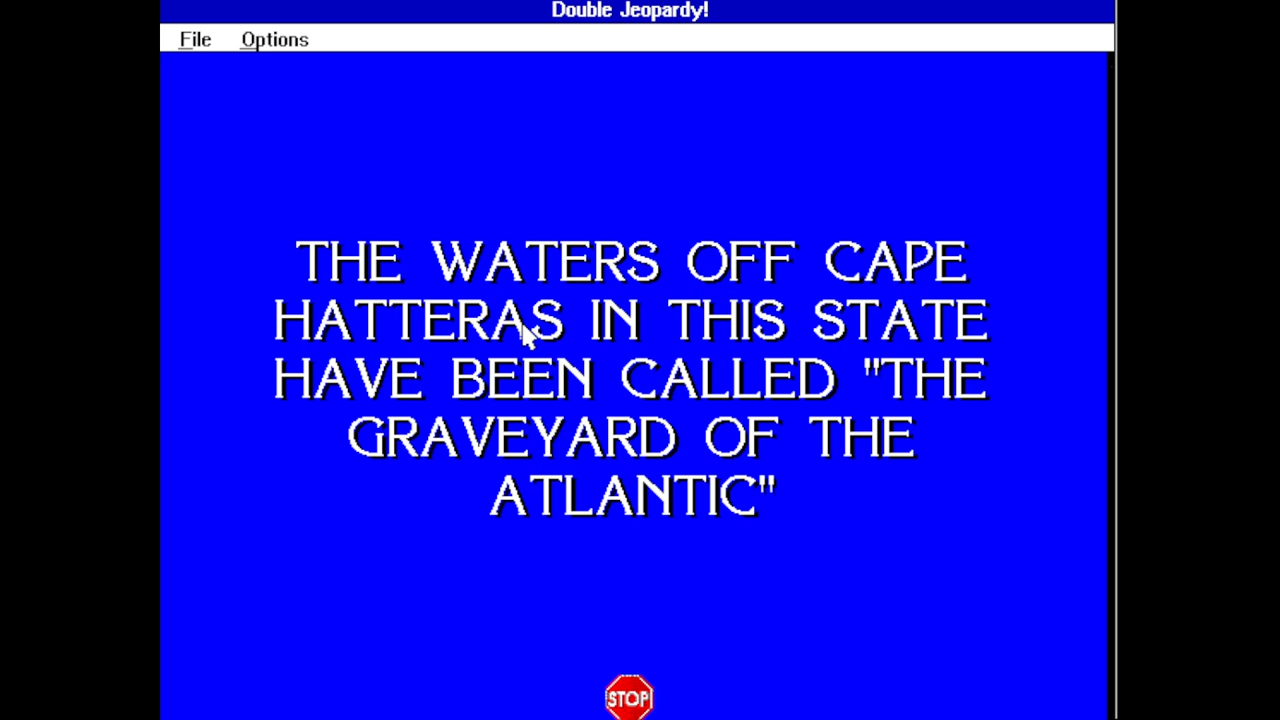 Double Jeopardy!
File Options
THE WATERS OFF CAPE
HATTERAS IN THIS STATE
HAVE BEEN CALLED "THE
GRAVEYARD OF THE
ATLANTIC"
STOP